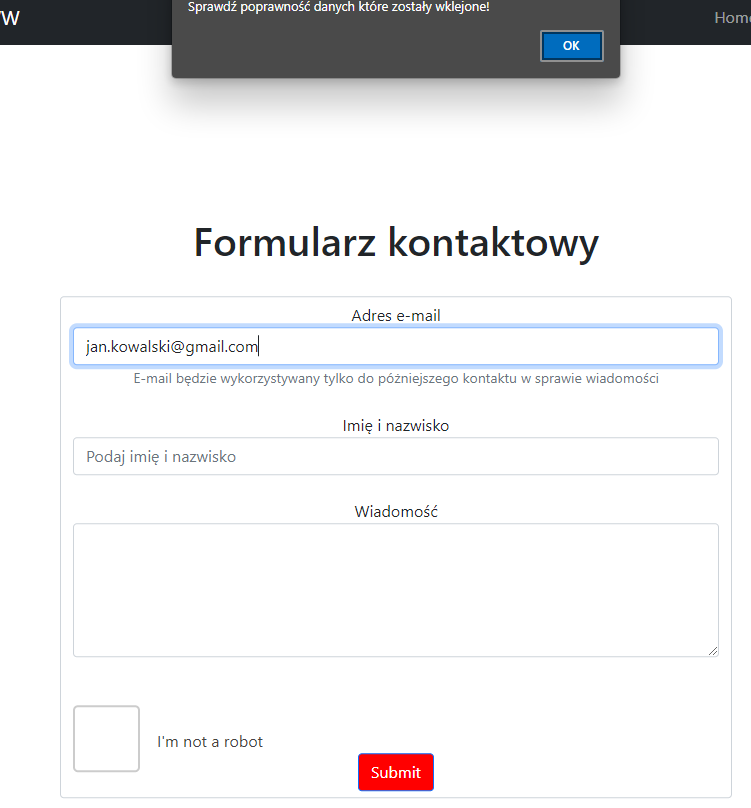 Sprawdź poprawność danych które zostały wklejone!
OK
Formularz kontaktowy
Adres e-mail
jan.kowalski@gmail.com
E-mail będzie wykorzystywany tylko do późniejszego kontaktu w sprawie wiadomości
Imię i nazwisko
Podaj imię i nazwisko
Wiadomość
I'm not a robot
Submit